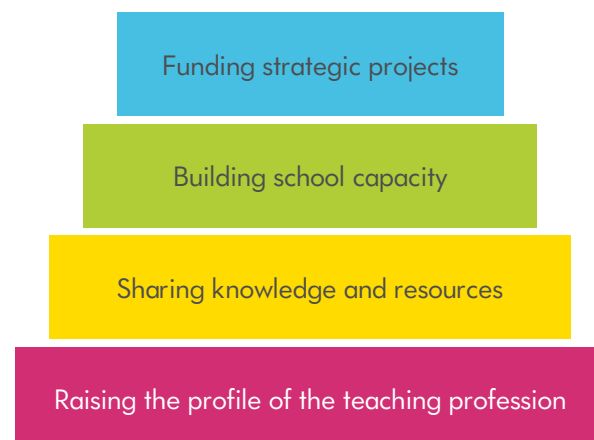 Funding strategic projects
Building school capacity
Sharing knowledge and resources
Raising the profile of the teaching profession